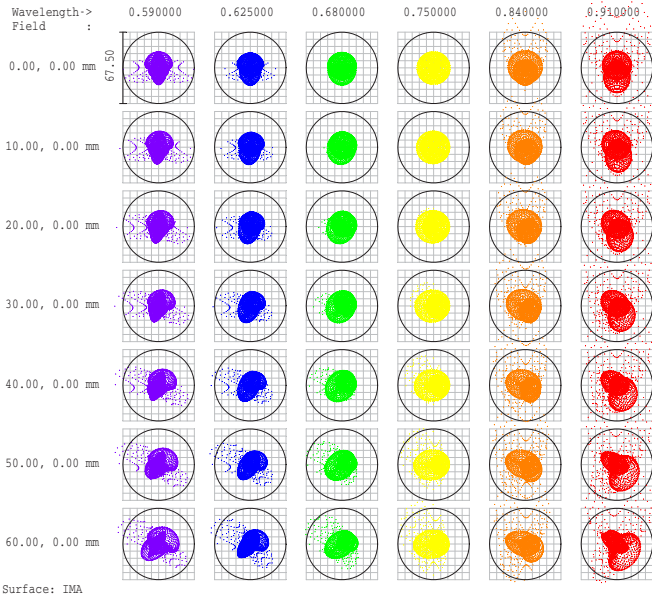 Wavelength-> 0.590000 0.625000 0.680000 0.750000 0.840000 0.910000
Field :
0.00, 0.00 mm
67.50
10.00, 0.00 mm
20.00, 0.00 mm
30.00, 0.00 mm
40.00, 0.00 mm
50.00, 0.00 mm
60.00, 0.00 mm
Surface: IMA